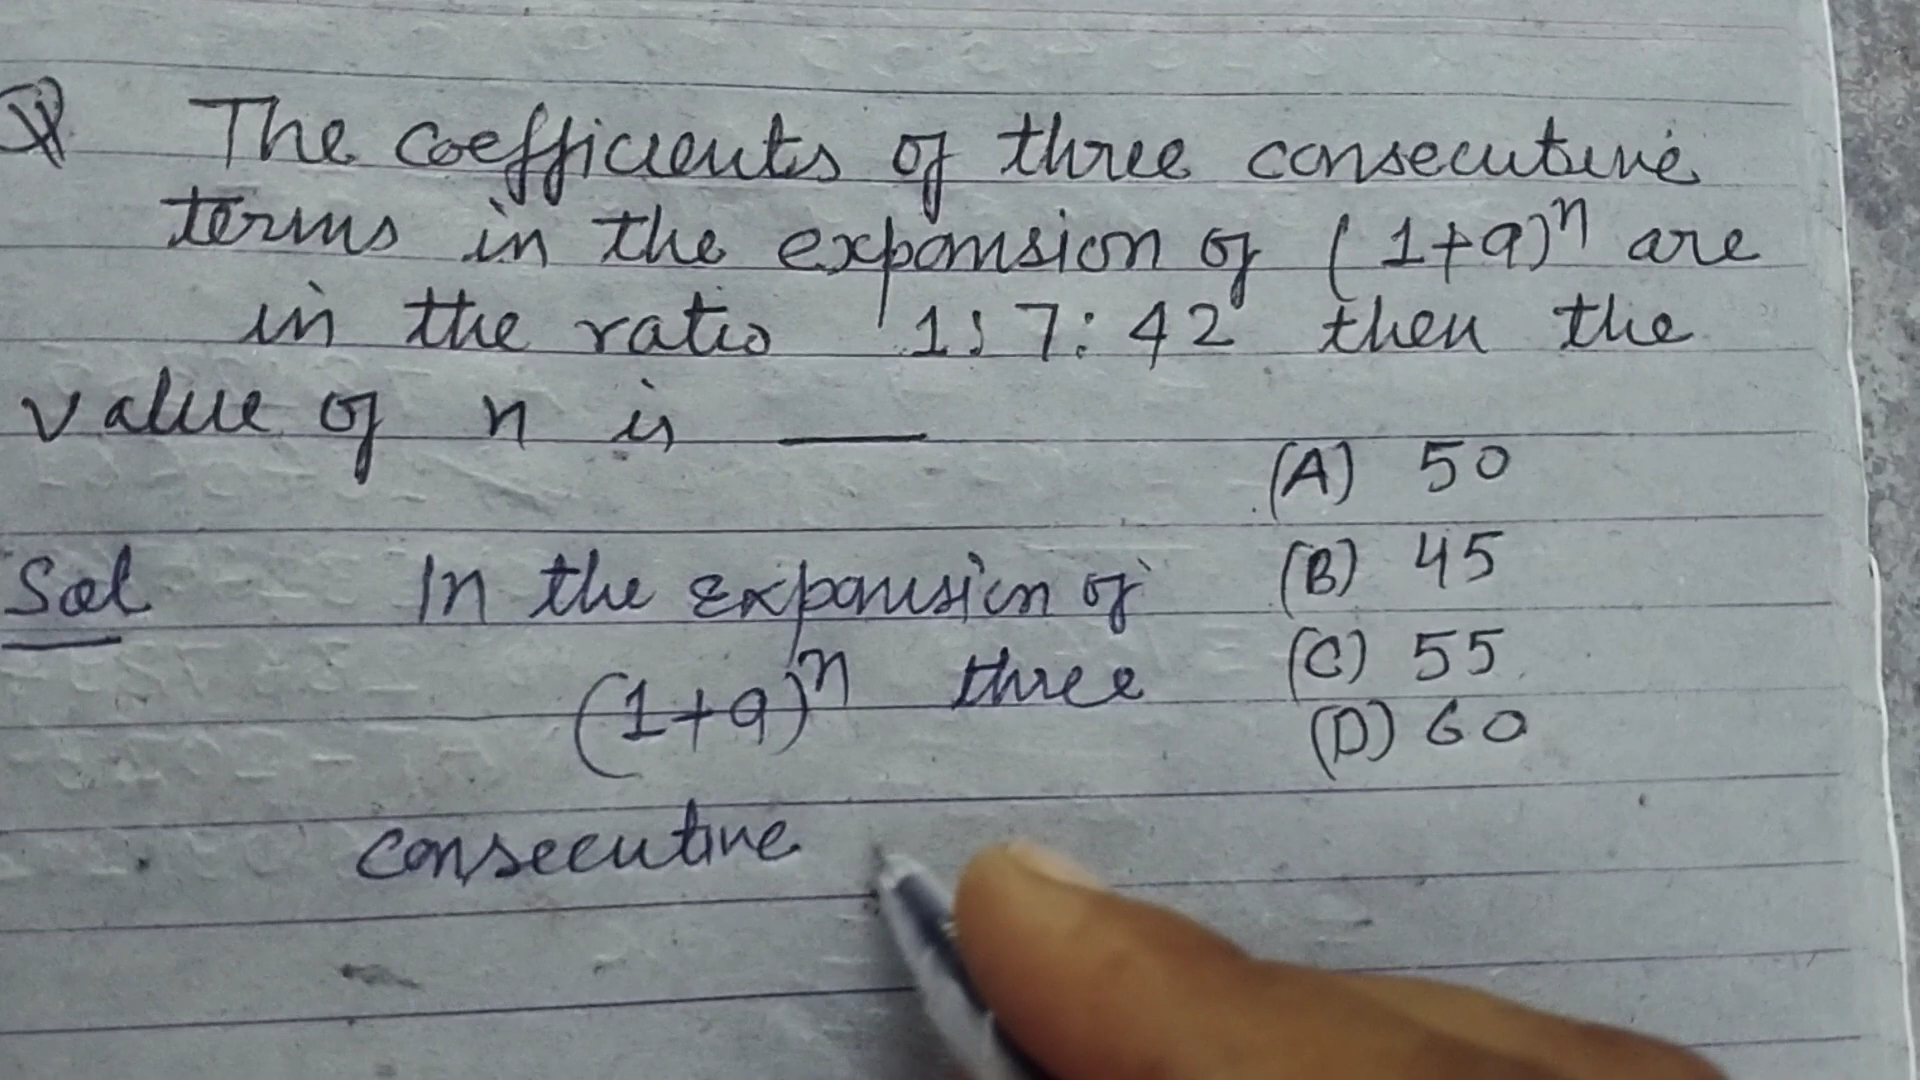 Q The coefficients of three consecutive
terms in the expansion of (1+a)ⁿ are
in the ratio 1:7:42 then the
value of n is ____
(A) 50
(B) 45
(C) 55
(D) 60
Sol In the expansion of
(1+a)ⁿ three
consecutive